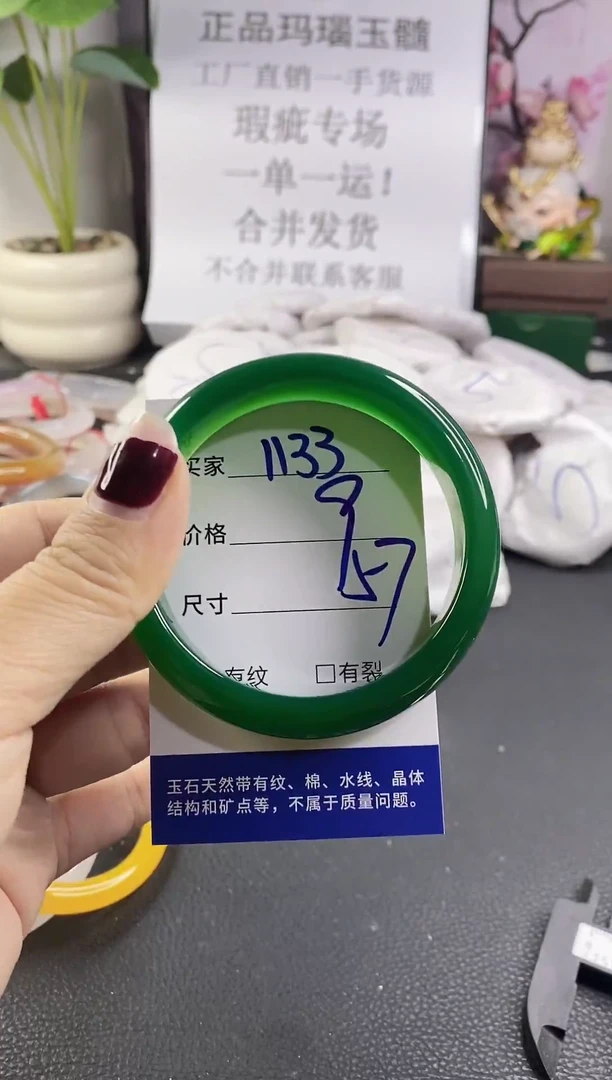 正品玛瑙玉髓
工厂直销一手货源
瑕疵专场
一单一运！
合并发货
不合并联系客服
买家 1133
价格 9
尺寸 57
有纹 □有裂
玉石天然带有纹、棉、水线、晶体
结构和矿点等，不属于质量问题。